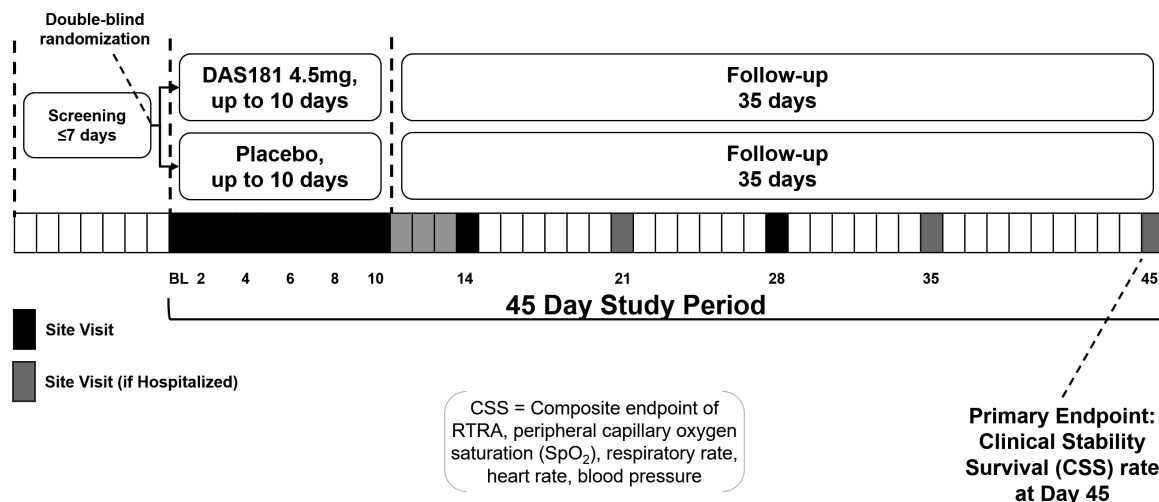 Double-blind
randomization
Screening
≤7 days
DAS181 4.5mg,
up to 10 days
Placebo,
up to 10 days
Follow-up
35 days
Follow-up
35 days
BL 2 4 6 8 10 14 21 28 35 45
45 Day Study Period
Site Visit
Site Visit (if Hospitalized)
CSS = Composite endpoint of
RTRA, peripheral capillary oxygen
saturation (SpO₂), respiratory rate,
heart rate, blood pressure
Primary Endpoint:
Clinical Stability
Survival (CSS) rate
at Day 45